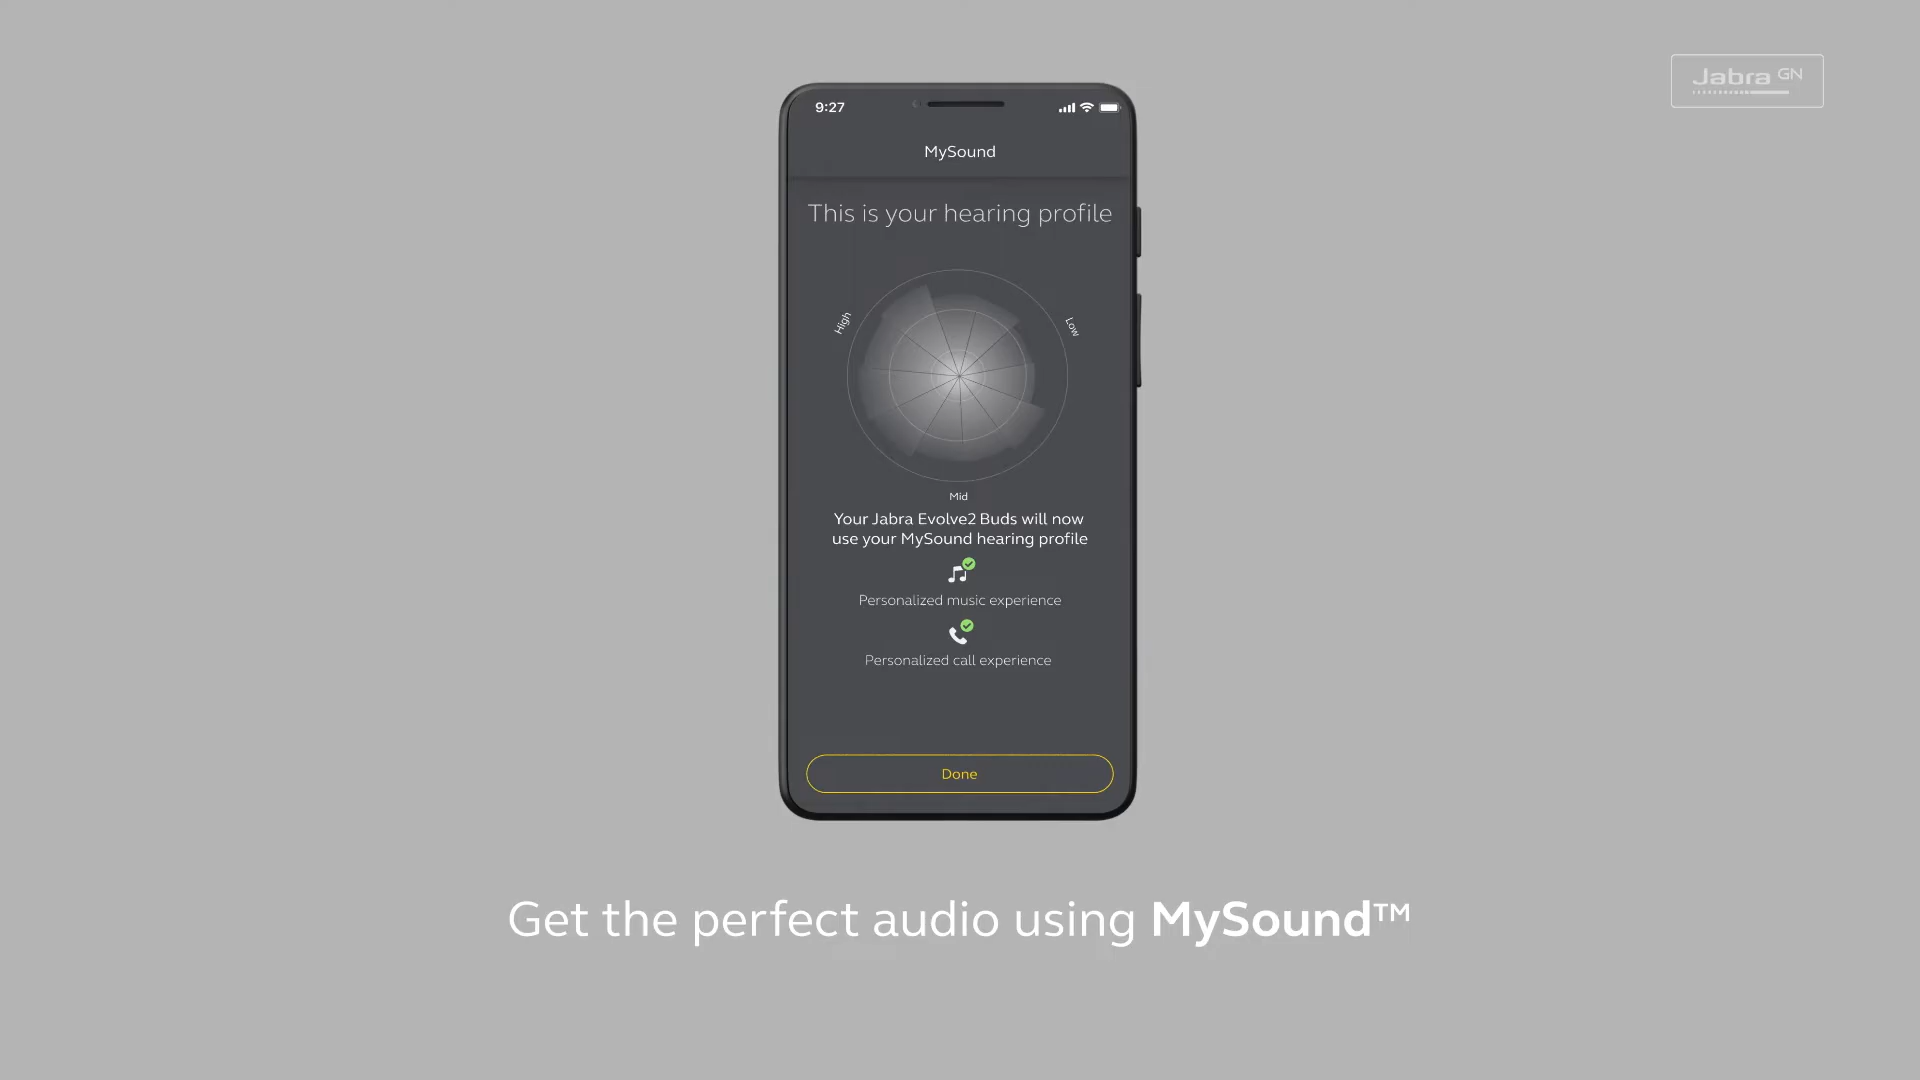 Jabra GN
9:27
MySound
This is your hearing profile
High
Low
Mid
Your Jabra Evolve2 Buds will now
use your MySound hearing profile
Personalized music experience
Personalized call experience
Done
Get the perfect audio using MySound™